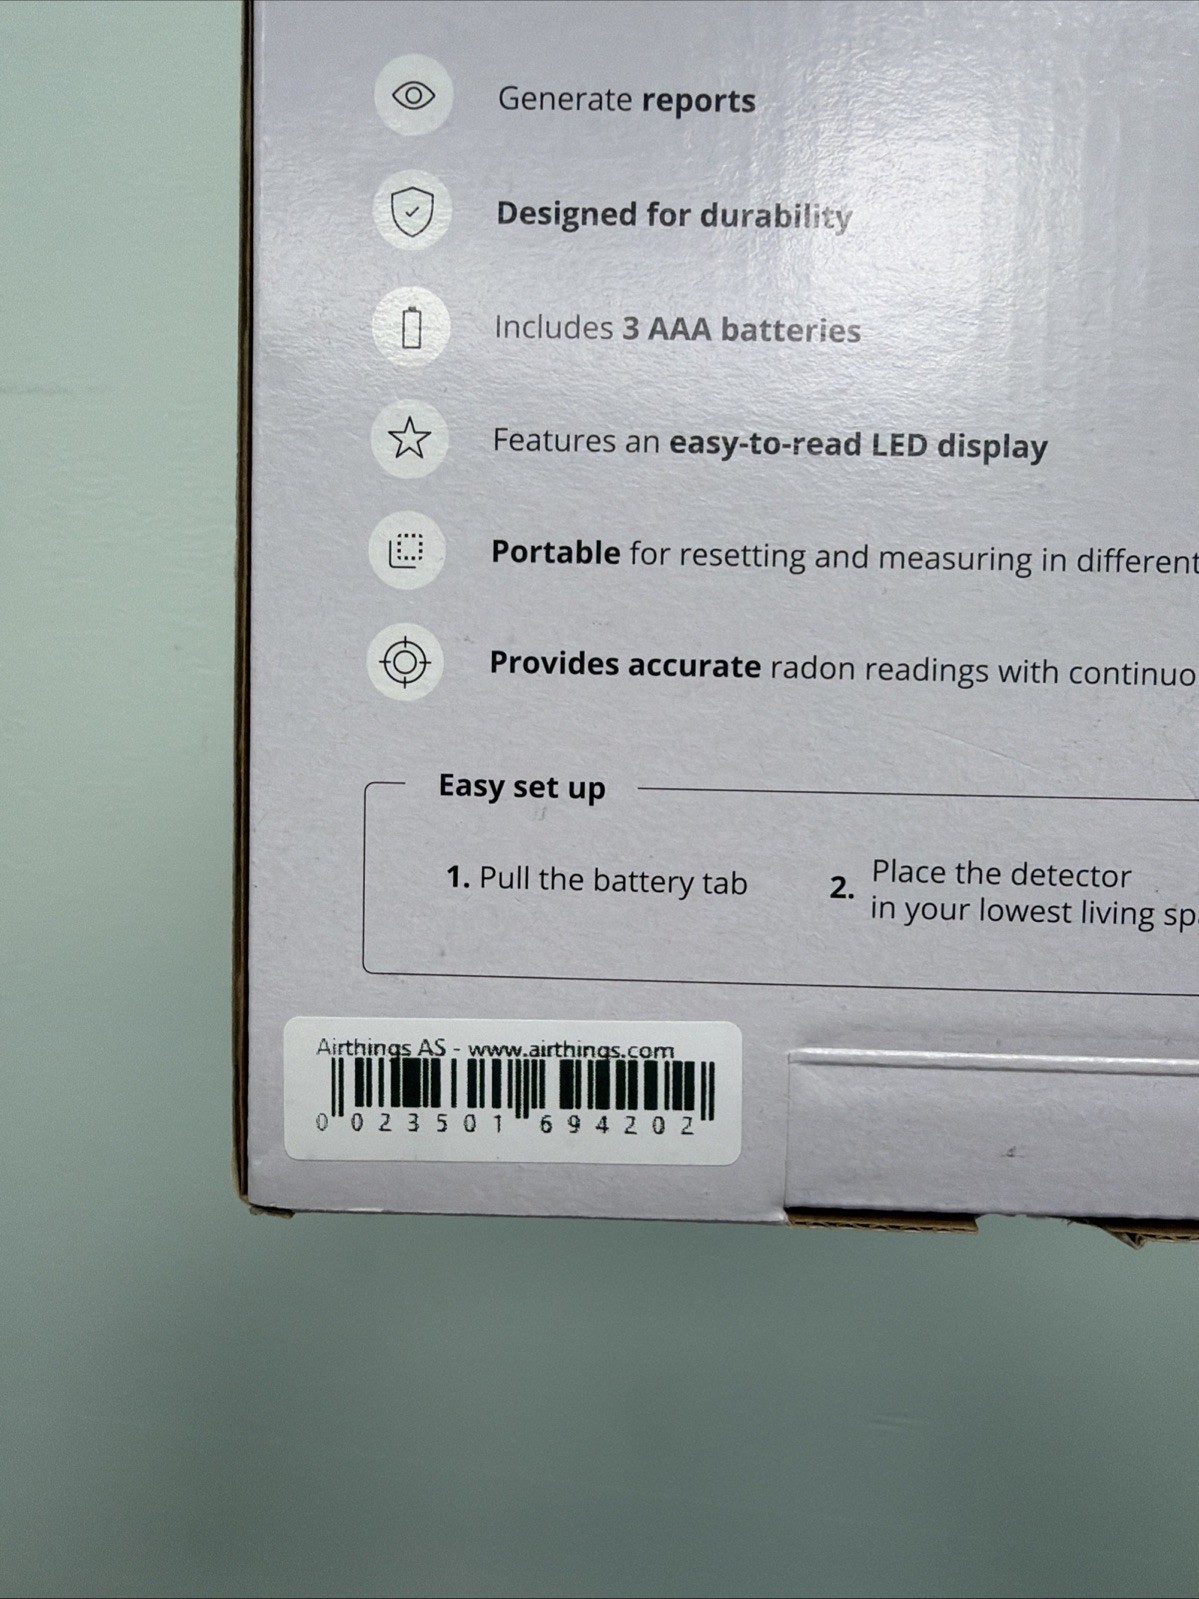 Generate reports
Designed for durability
Includes 3 AAA batteries
Features an easy-to-read LED display
Portable for resetting and measuring in different
Provides accurate radon readings with continuo
Easy set up
1. Pull the battery tab
2. Place the detector
in your lowest living sp
Airthings AS - www.airthings.com
0 023501 694202